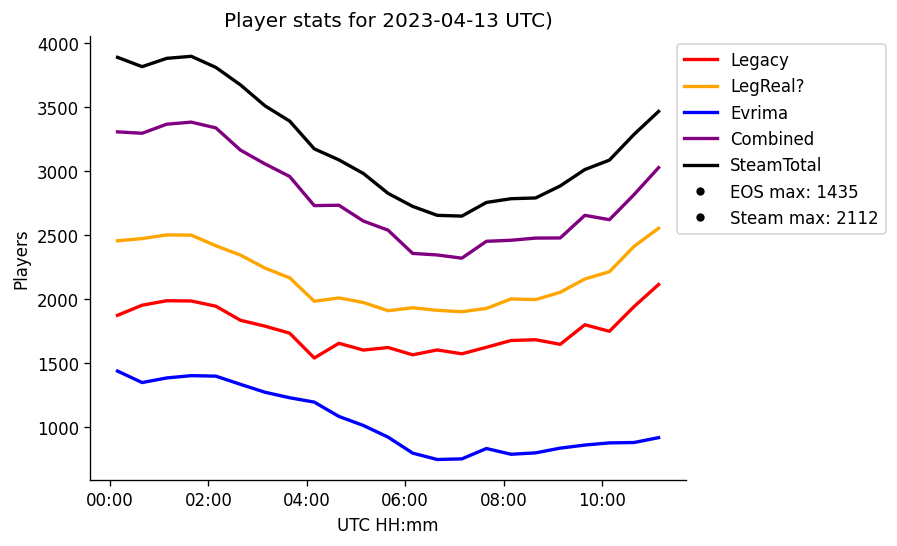 Player stats for 2023-04-13 UTC)
4000
3500
3000
2500
2000
1500
1000
Players
00:00 02:00 04:00 06:00 08:00 10:00
UTC HH:mm
Legacy
LegReal?
Evrima
Combined
SteamTotal
EOS max: 1435
Steam max: 2112